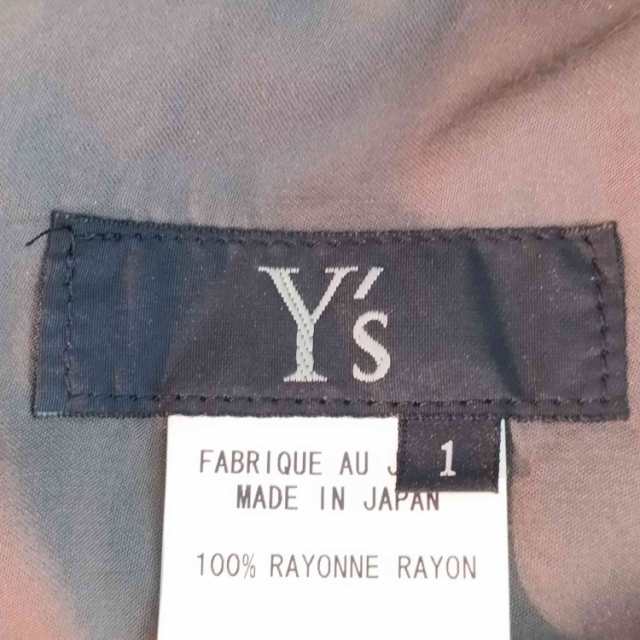 Y's
1
FABRIQUE AU
MADE IN JAPAN
100% RAYONNE RAYON